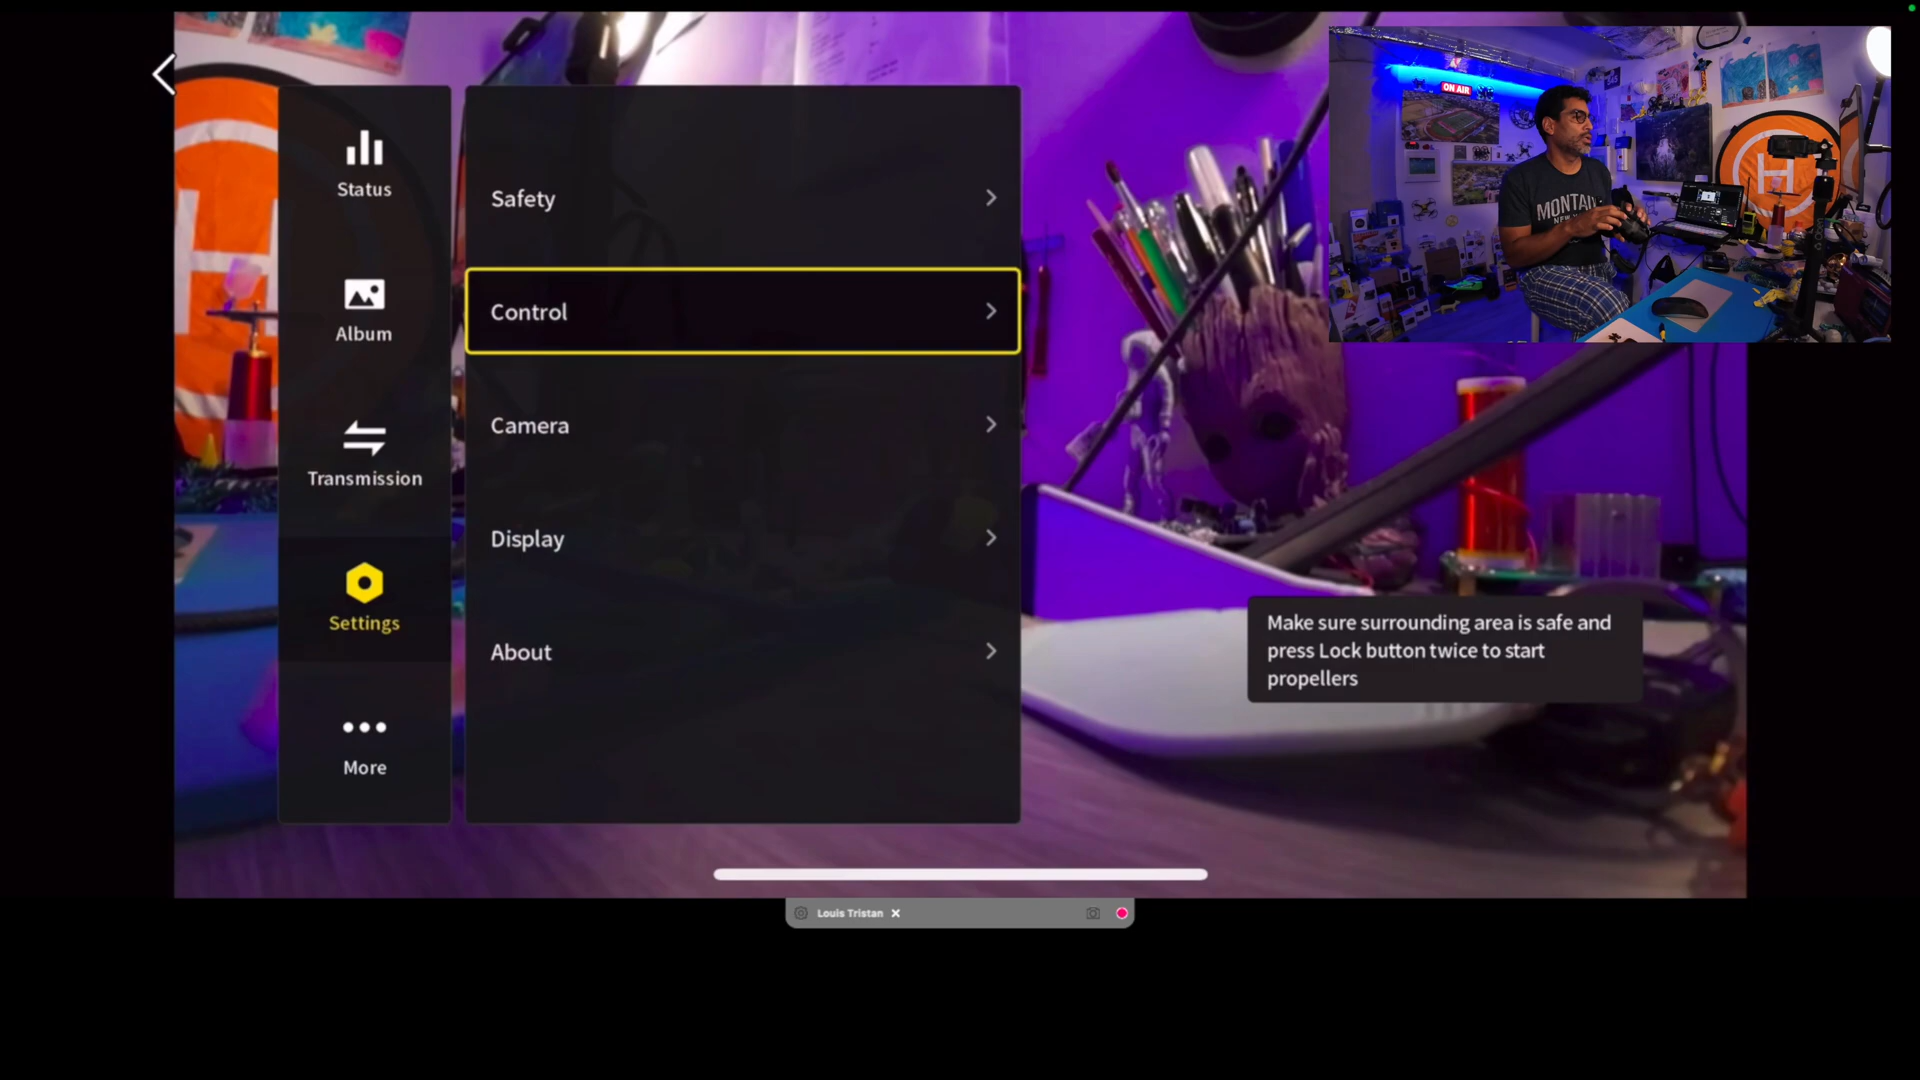 Status
Album
Transmission
Settings
More
Safety
Control
Camera
Display
About
ON AIR
H
Make sure surrounding area is safe and
press Lock button twice to start
propellers
Louis Tristan